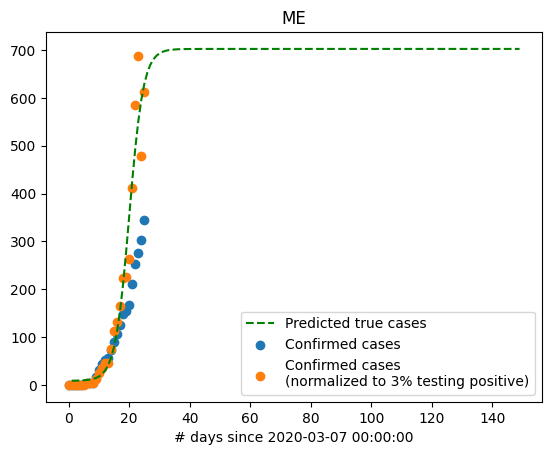 ME
700
600
500
400
300
200
100
0
Predicted true cases
Confirmed cases
Confirmed cases
(normalized to 3% testing positive)
0 20 40 60 80 100 120 140
# days since 2020-03-07 00:00:00